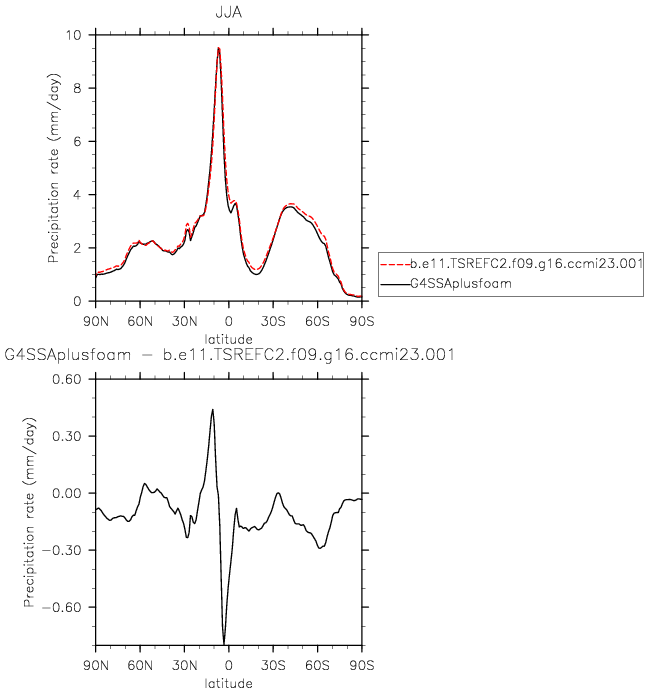 JJA
10
8
6
4
2
0
Precipitation rate (mm/day)
90N 60N 30N 0 30S 60S 90S
latitude
b.e11.TSREFC2.f09.g16.ccmi23.001
G4SSAplusfoam
G4SSAplusfoam − b.e11.TSREFC2.f09.g16.ccmi23.001
0.60
0.30
0.00
−0.30
−0.60
Precipitation rate (mm/day)
90N 60N 30N 0 30S 60S 90S
latitude